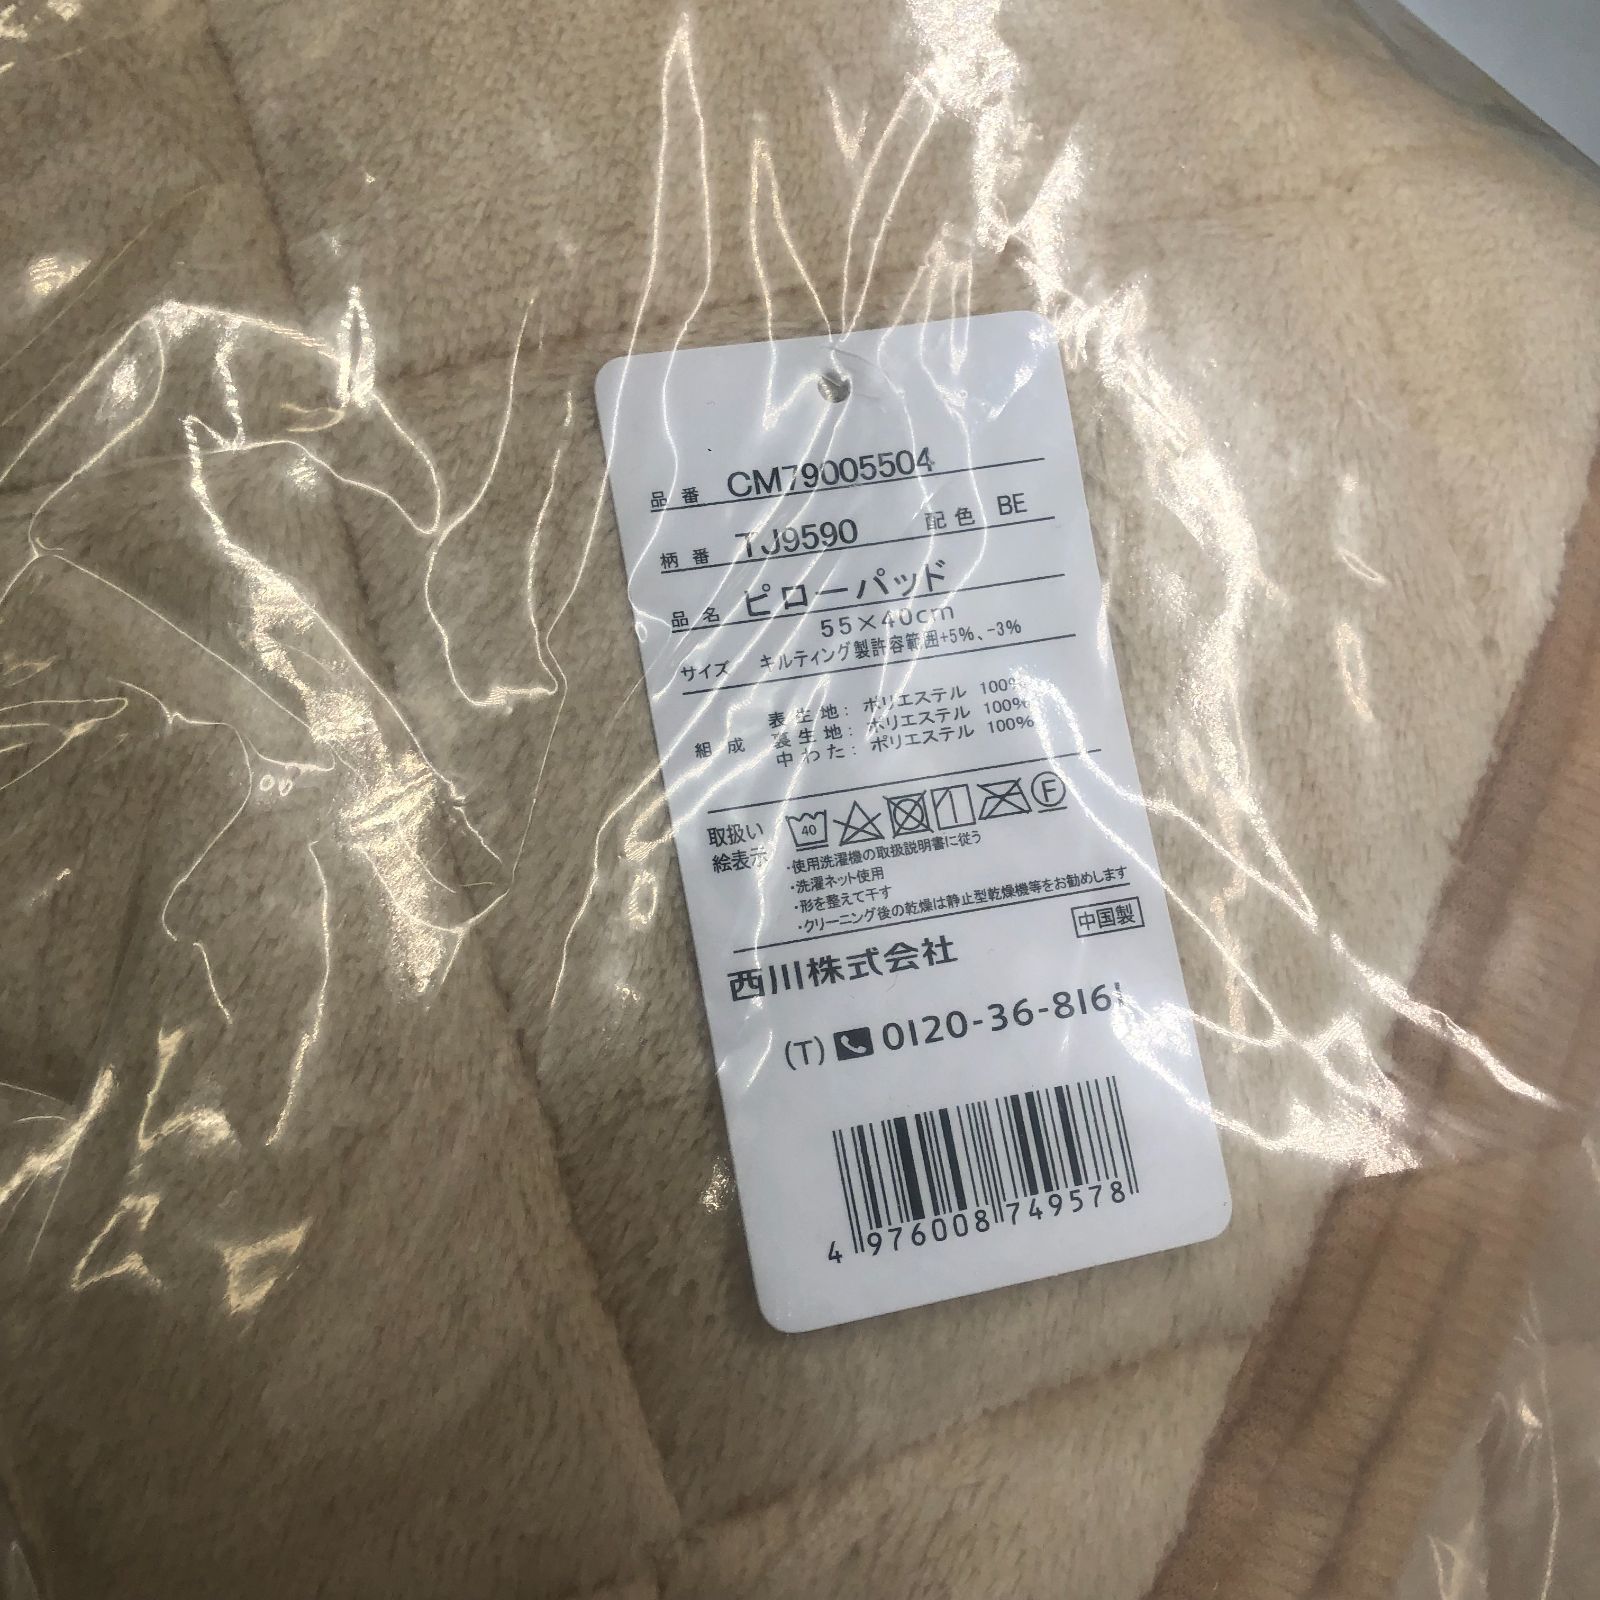 品番 CM79005504
柄番 TJ9590 配色 BE
品名 ピローパッド
55×40cm
サイズ キルティング製許容範囲+5%、-3%
表生地: ポリエステル 100%
組成 裏生地: ポリエステル 100%
中わた: ポリエステル 100%
取扱い
絵表示
40
F
・使用洗濯機の取扱説明書に従う
・洗濯ネット使用
・形を整えて干す
・クリーニング後の乾燥は静止型乾燥機等をお勧めします
中国製
西川株式会社
(T) 0120-36-8161
4 976008 749578